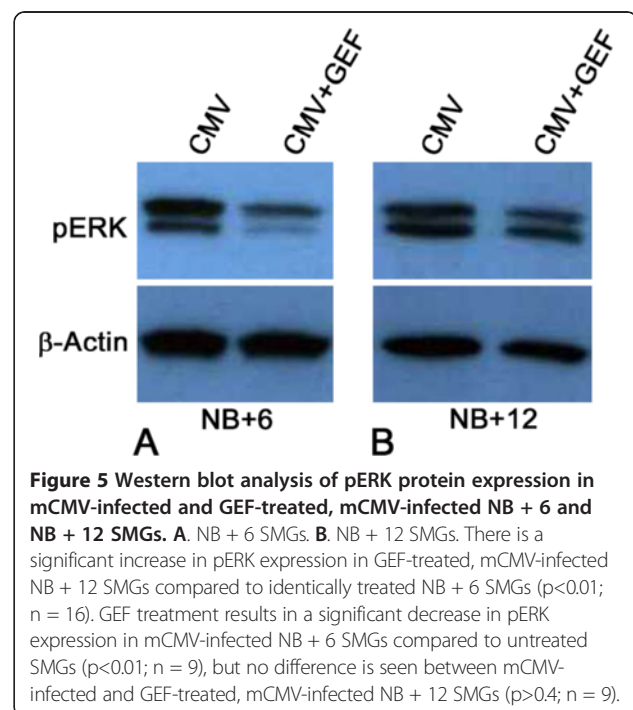 CMV CMV+GEF CMV CMV+GEF
pERK
β-Actin
NB+6 NB+12
A B
Figure 5 Western blot analysis of pERK protein expression in
mCMV-infected and GEF-treated, mCMV-infected NB + 6 and
NB + 12 SMGs. A. NB + 6 SMGs. B. NB + 12 SMGs. There is a
significant increase in pERK expression in GEF-treated, mCMV-infected
NB + 12 SMGs compared to identically treated NB + 6 SMGs (p<0.01;
n = 16). GEF treatment results in a significant decrease in pERK
expression in mCMV-infected NB + 6 SMGs compared to untreated
SMGs (p<0.01; n = 9), but no difference is seen between mCMV-
infected and GEF-treated, mCMV-infected NB + 12 SMGs (p>0.4; n = 9).